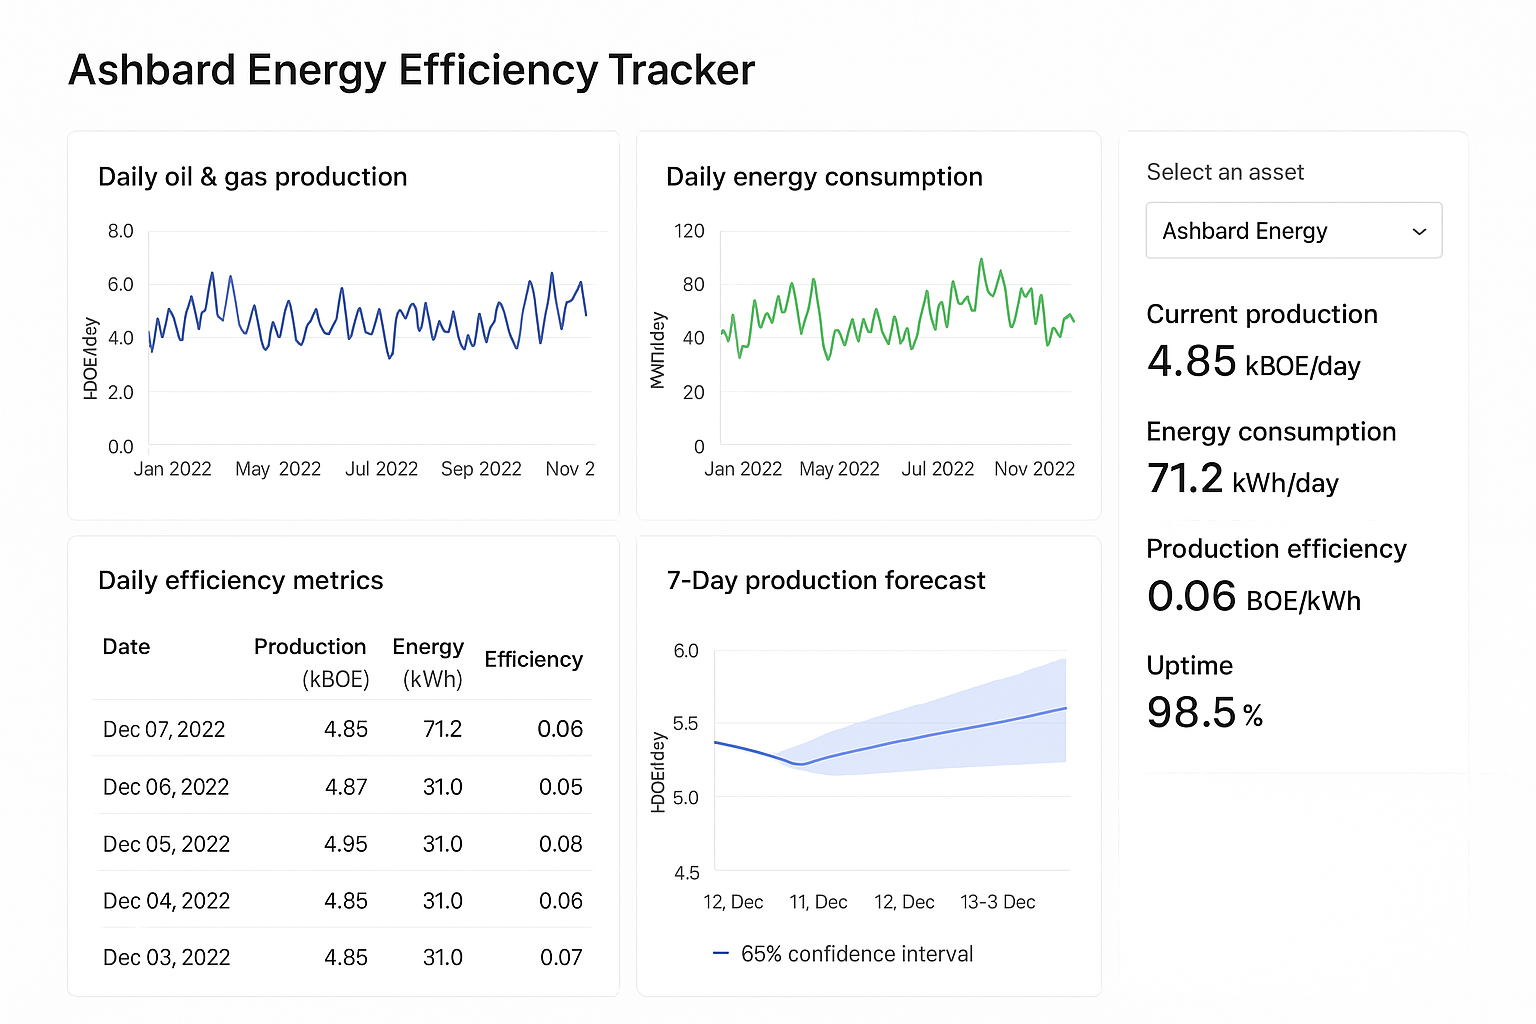 Ashbard Energy Efficiency Tracker
Daily oil & gas production
8.0
6.0
4.0
2.0
0.0
Jan 2022 May 2022 Jul 2022 Sep 2022 Nov 2
Daily energy consumption
120
80
40
20
0
Jan 2022 May 2022 Jul 2022 Nov 2022
Select an asset
Ashbard Energy
Current production
4.85 kBOE/day
Energy consumption
71.2 kWh/day
Production efficiency
0.06 BOE/kWh
Uptime
98.5 %
Daily efficiency metrics
Date Production (kBOE) Energy (kWh) Efficiency
Dec 07, 2022 4.85 71.2 0.06
Dec 06, 2022 4.87 31.0 0.05
Dec 05, 2022 4.95 31.0 0.08
Dec 04, 2022 4.85 31.0 0.06
Dec 03, 2022 4.85 31.0 0.07
7-Day production forecast
6.0
5.5
5.0
4.5
12, Dec 11, Dec 12, Dec 13-3 Dec
65% confidence interval